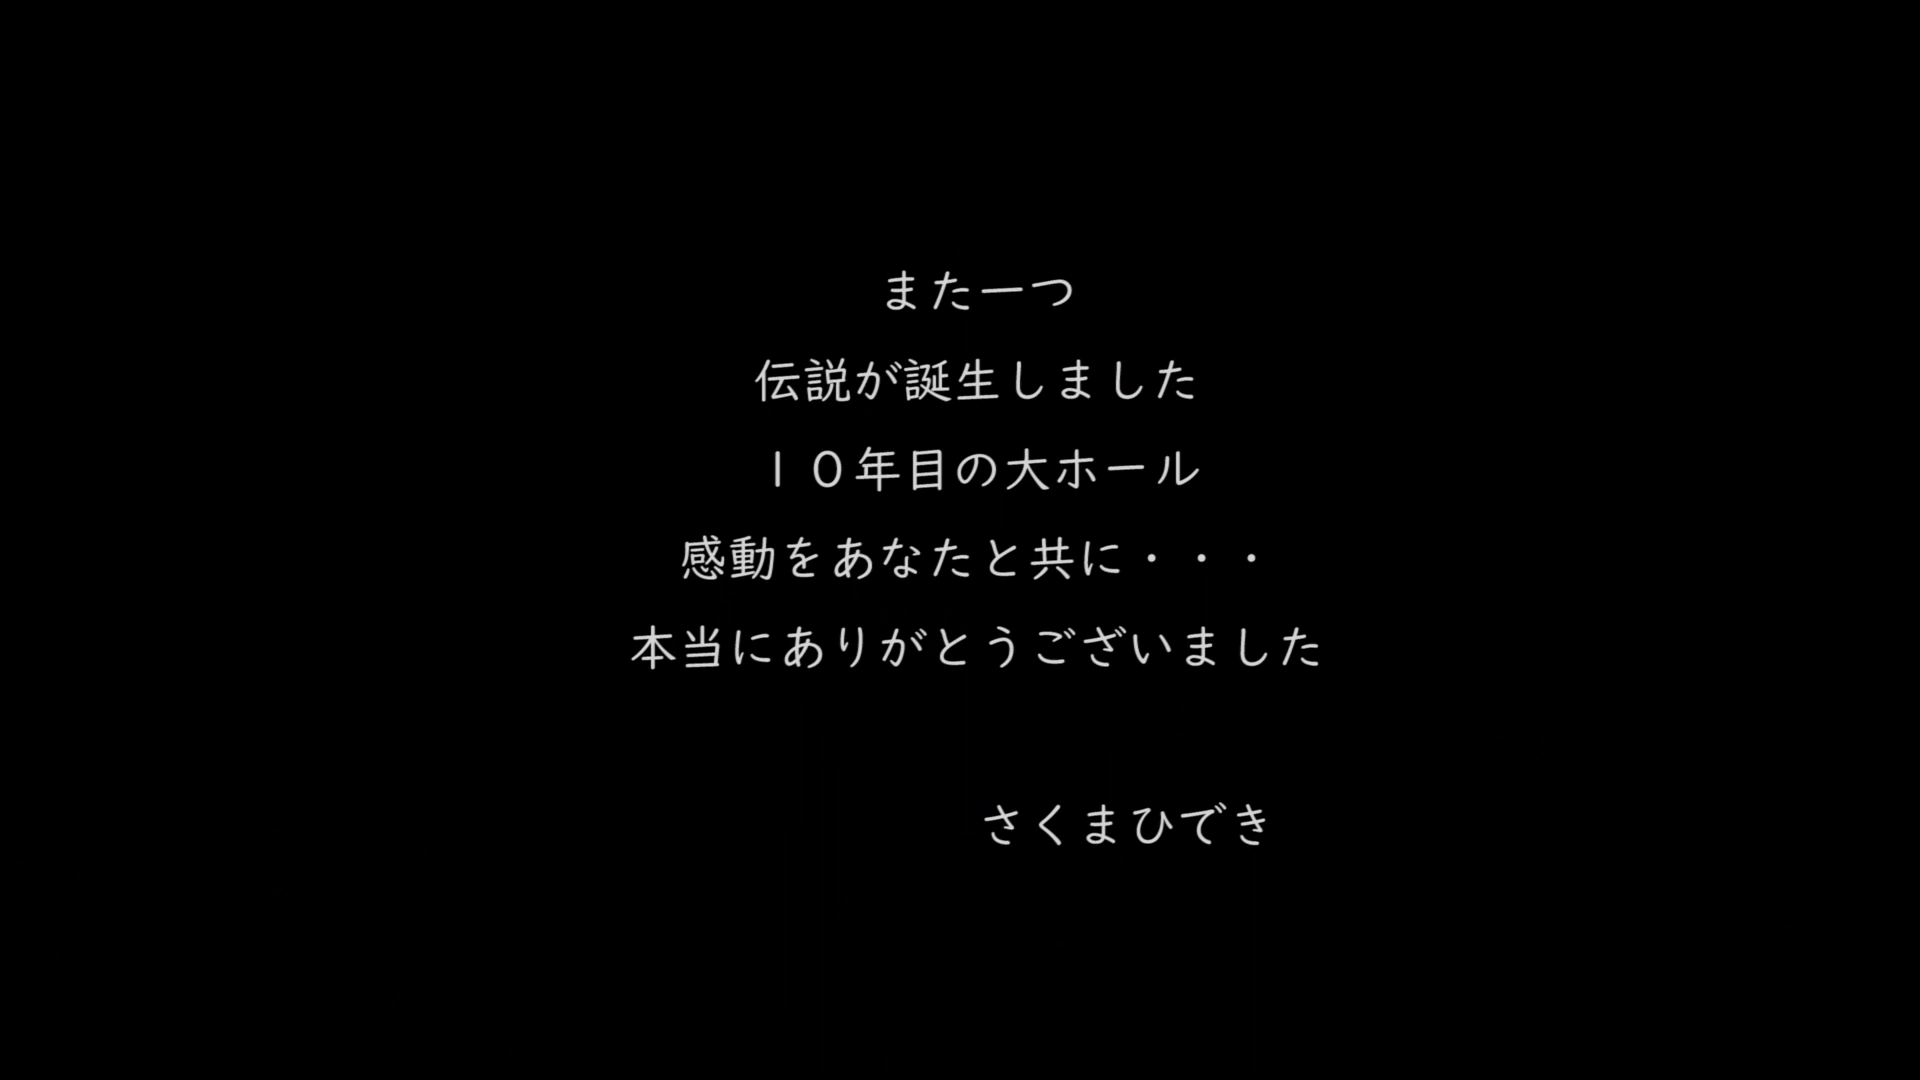 また一つ
伝説が誕生しました
１０年目の大ホール
感動をあなたと共に・・・
本当にありがとうございました
さくまひでき